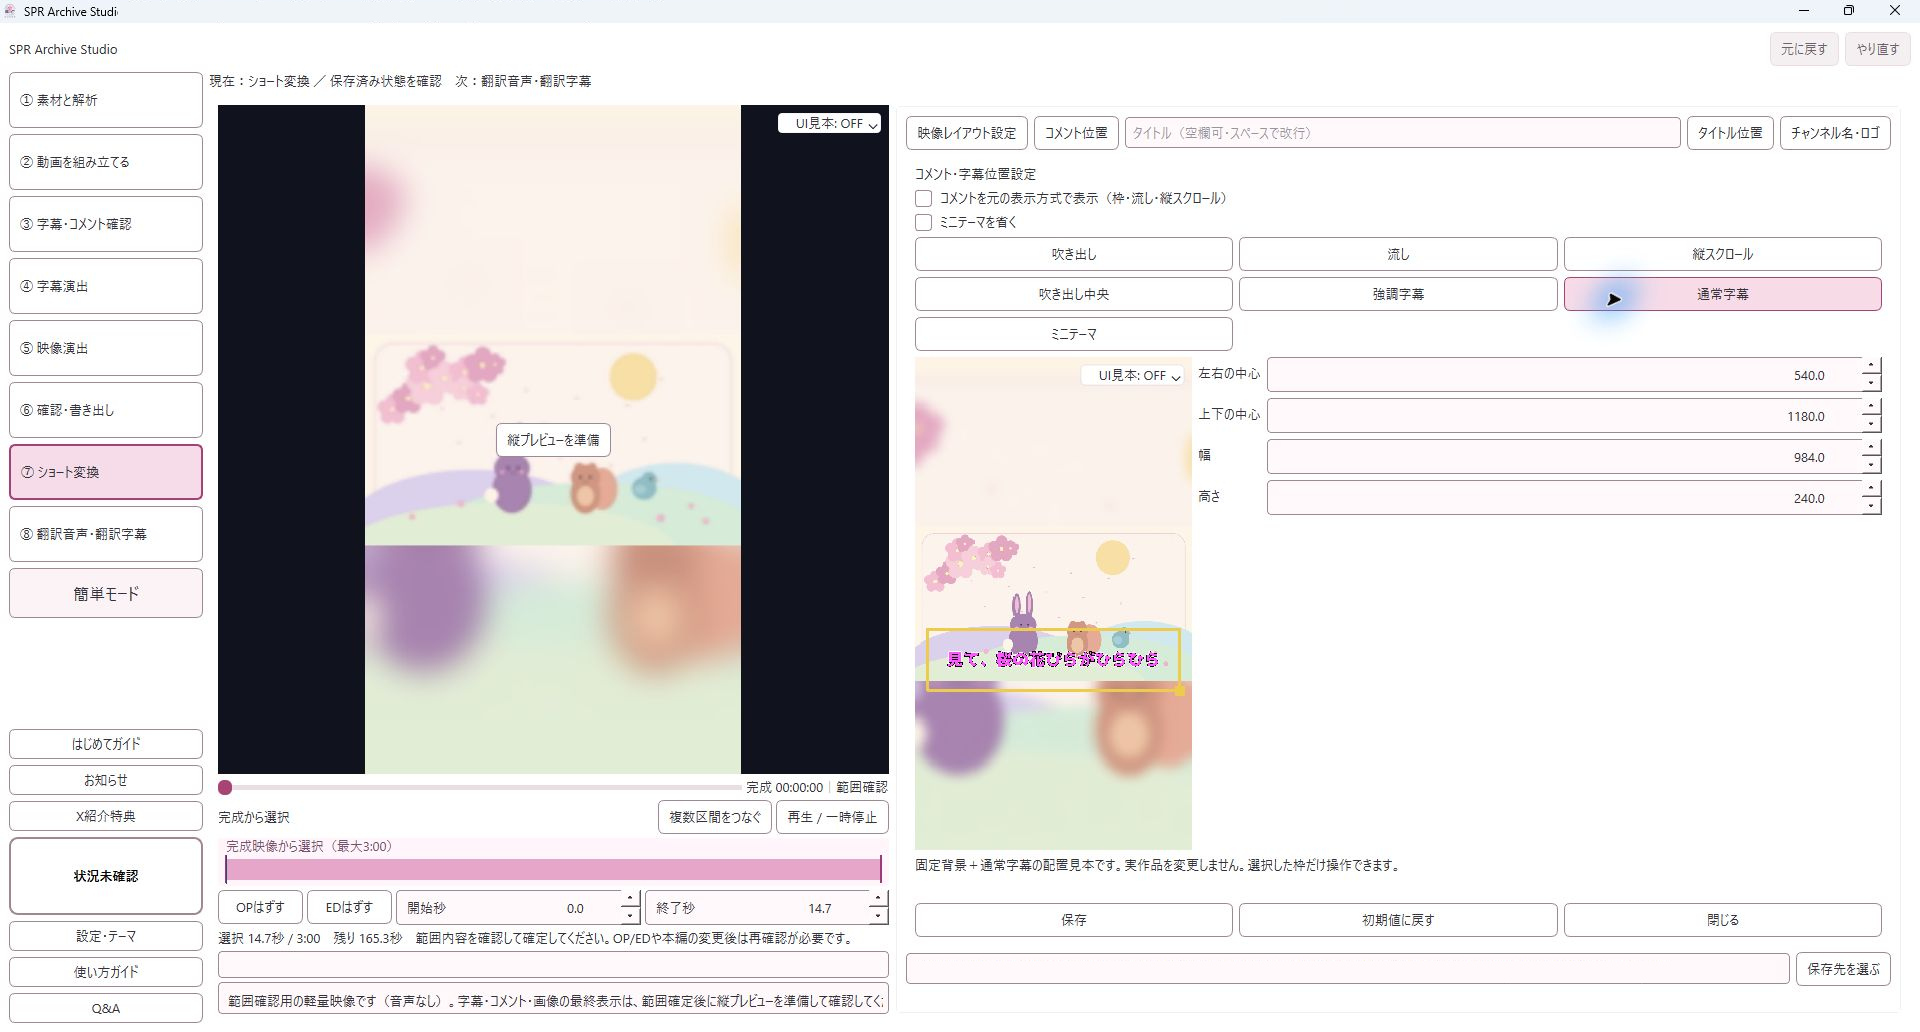 SPR Archive Studi
SPR Archive Studio
元に戻す
やり直す
① 素材と解析
② 動画を組み立てる
③ 字幕・コメント確認
④ 字幕演出
⑤ 映像演出
⑥ 確認・書き出し
⑦ ショート変換
⑧ 翻訳音声・翻訳字幕
簡単モード
はじめてガイド
お知らせ
X紹介特典
状況未確認
設定・テーマ
使い方ガイド
Q&A
現在：ショート変換 ／ 保存済み状態を確認　次：翻訳音声・翻訳字幕
UI見本: OFF
縦プレビューを準備
完成 00:00:00
範囲確認
完成から選択
複数区間をつなぐ
再生 / 一時停止
完成映像から選択（最大3:00）
OPはずす
EDはずす
開始秒 0.0
終了秒 14.7
選択 14.7秒 / 3:00　残り 165.3秒　範囲内容を確認して確定してください。OP/EDや本編の変更後は再確認が必要です。
範囲確認用の軽量映像です（音声なし）。字幕・コメント・画像の最終表示は、範囲確定後に縦プレビューを準備して確認してく
映像レイアウト設定
コメント位置
タイトル（空欄可・スペースで改行）
タイトル位置
チャンネル名・ロゴ
コメント・字幕位置設定
コメントを元の表示方式で表示（枠・流し・縦スクロール）
ミニテーマを省く
吹き出し
流し
縦スクロール
吹き出し中央
強調字幕
通常字幕
ミニテーマ
UI見本: OFF
見て、桜の花びらがひらひら。
左右の中心 540.0
上下の中心 1180.0
幅 984.0
高さ 240.0
固定背景＋通常字幕の配置見本です。実作品を変更しません。選択した枠だけ操作できます。
保存
初期値に戻す
閉じる
保存先を選ぶ